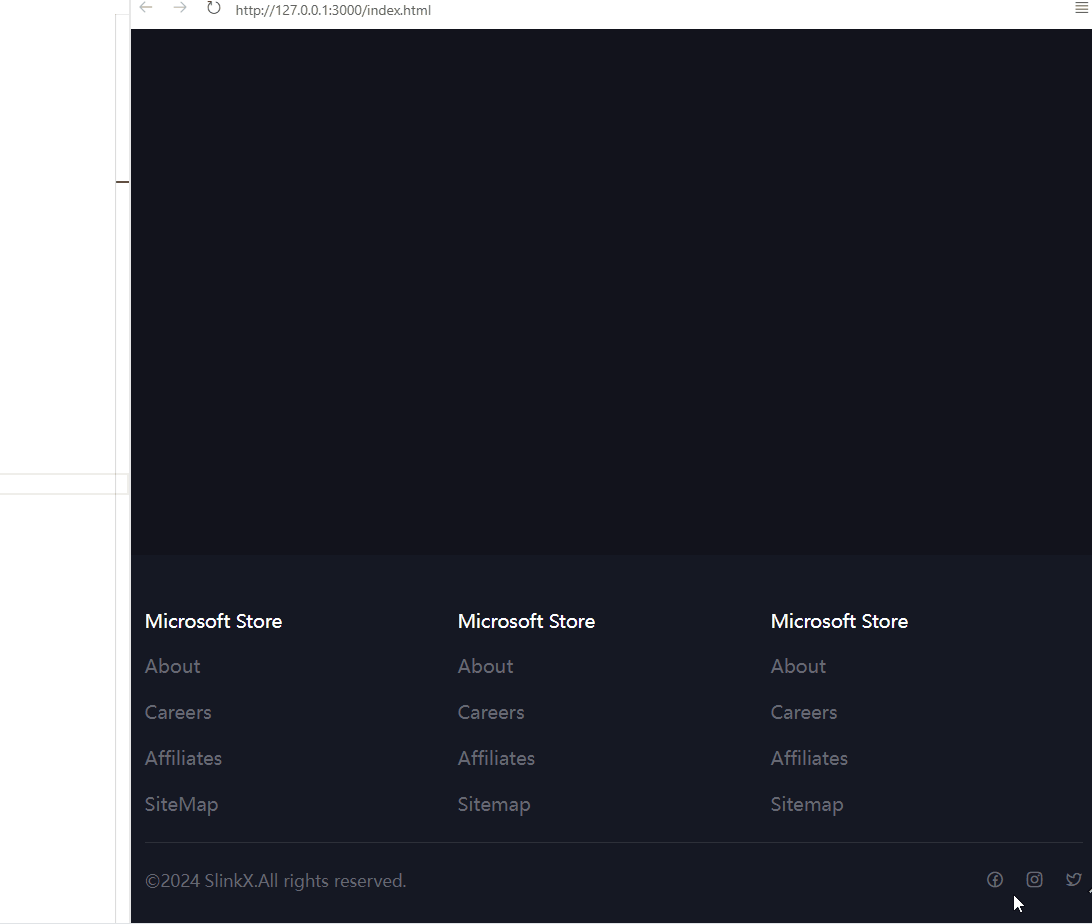 http://127.0.0.1:3000/index.html
Microsoft Store Microsoft Store Microsoft Store
About About About
Careers Careers Careers
Affiliates Affiliates Affiliates
SiteMap Sitemap Sitemap
©2024 SlinkX.All rights reserved.